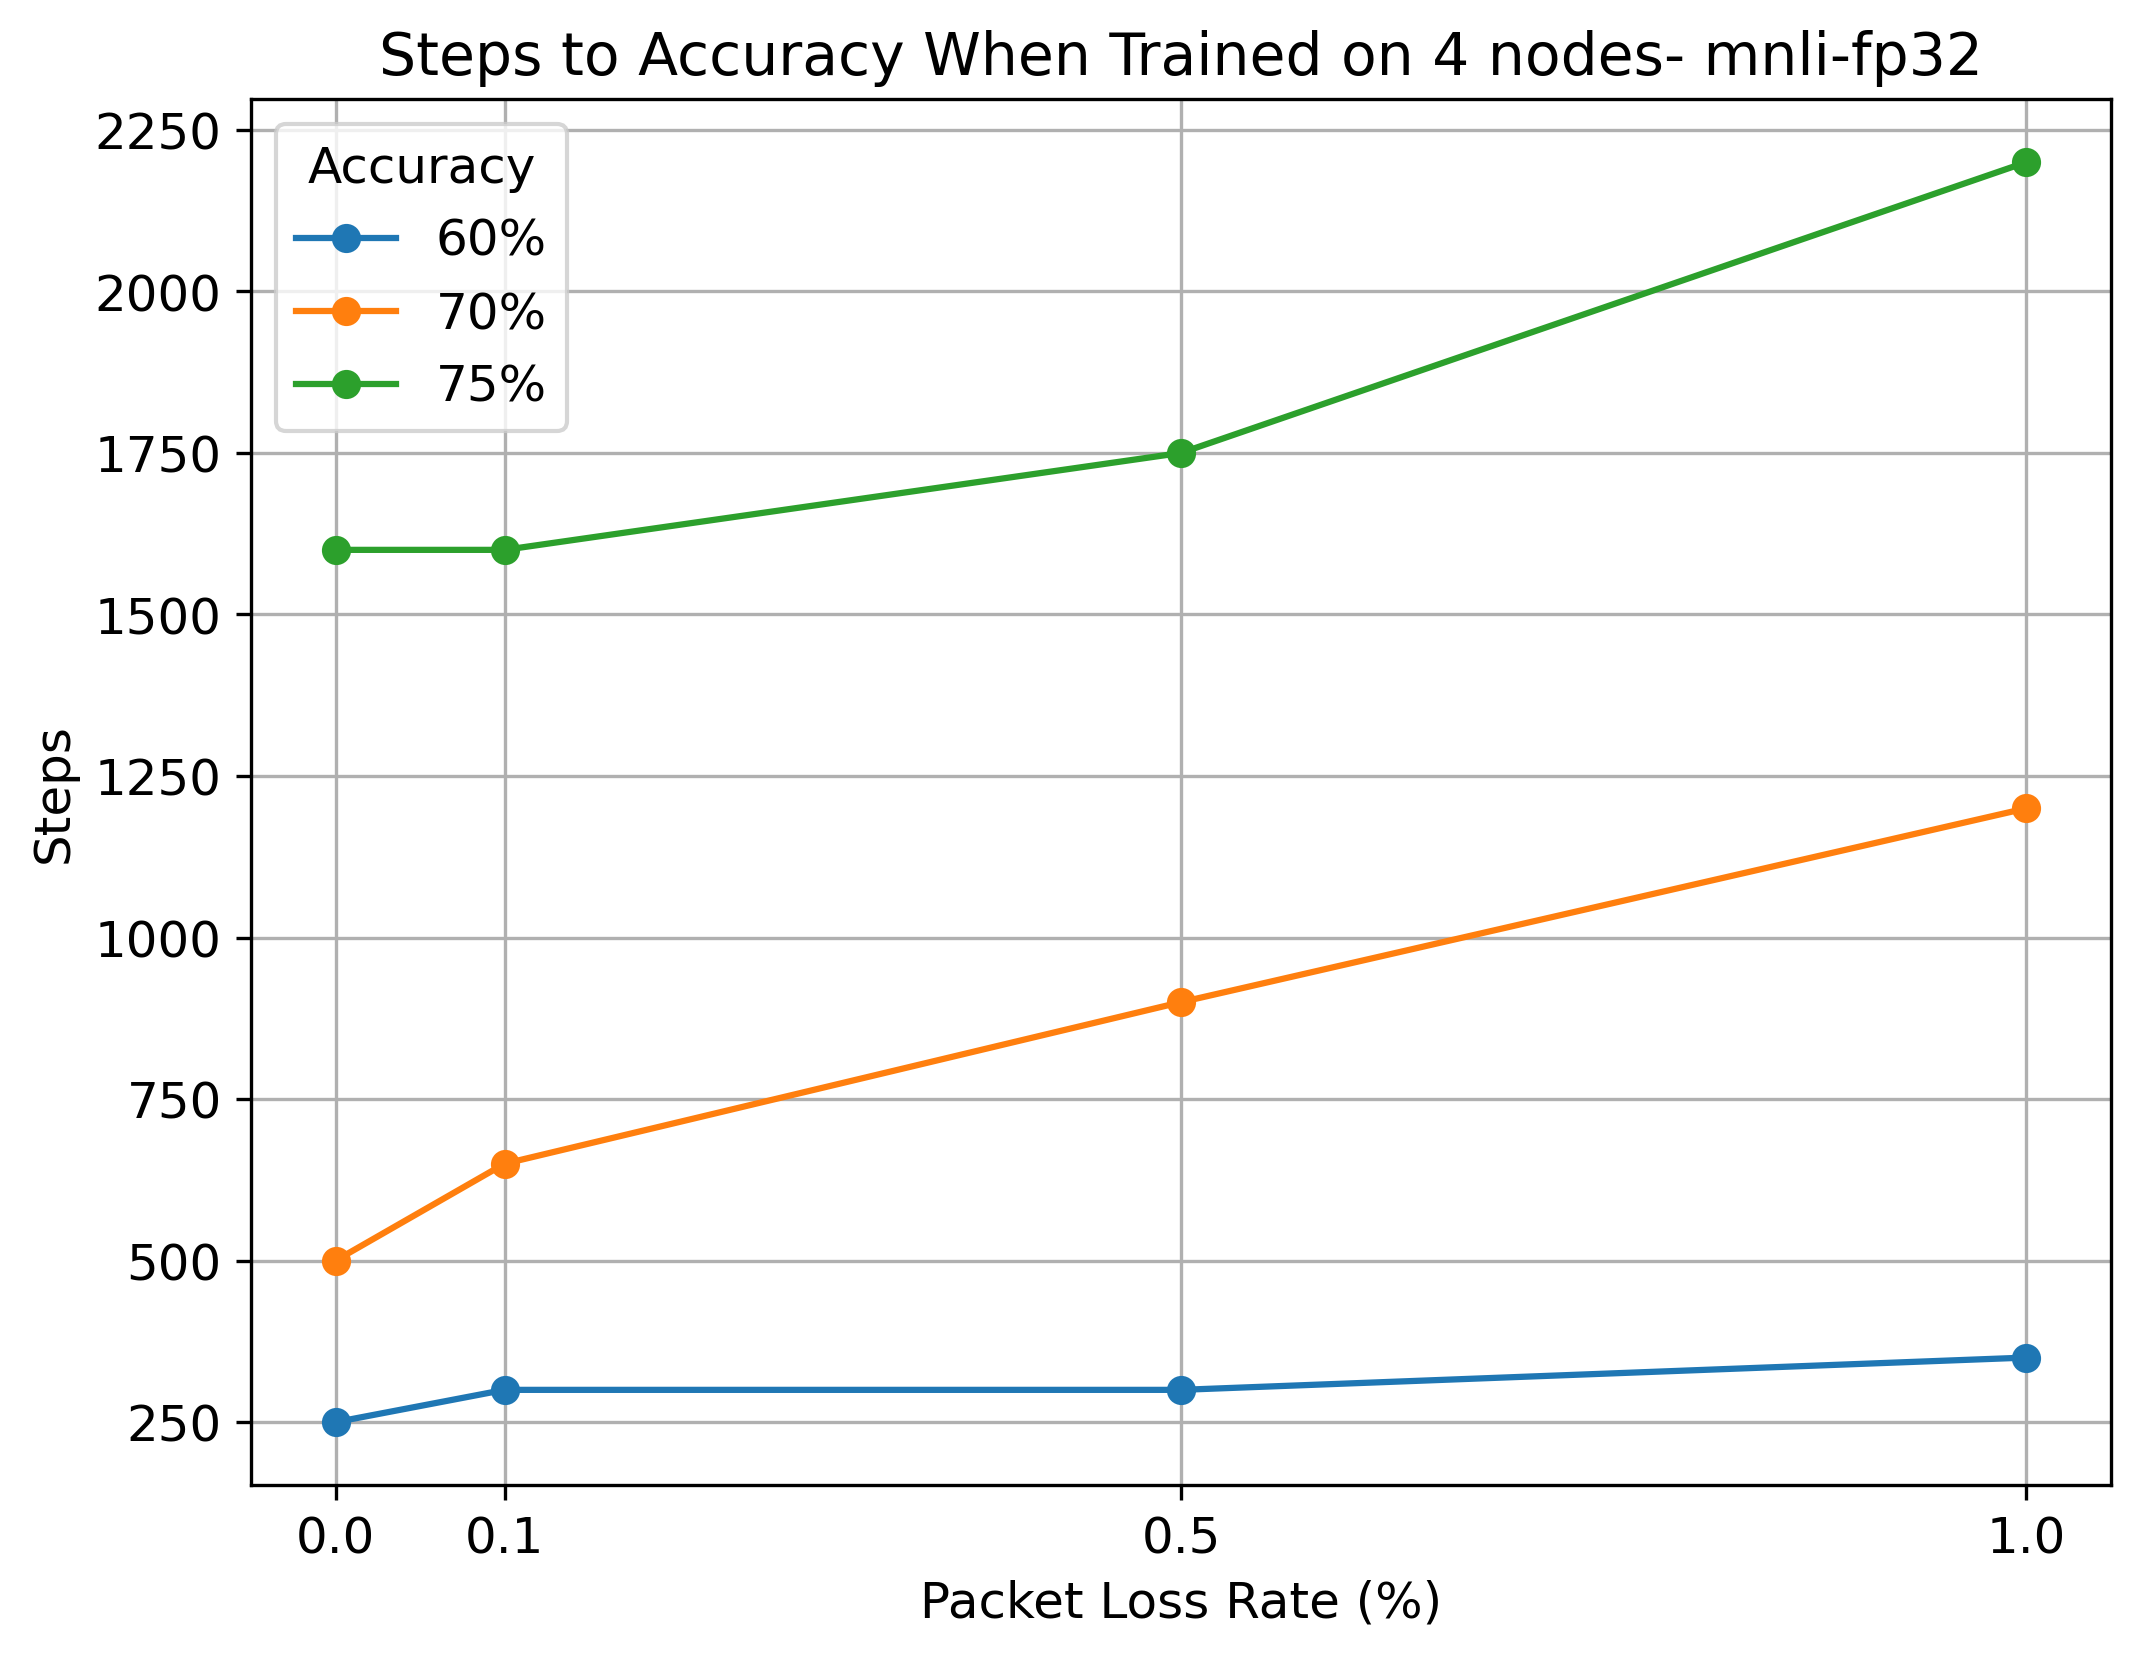 Steps to Accuracy When Trained on 4 nodes- mnli-fp32
Accuracy
60%
70%
75%
2250
2000
1750
1500
1250
1000
750
500
250
Steps
0.0 0.1 0.5 1.0
Packet Loss Rate (%)